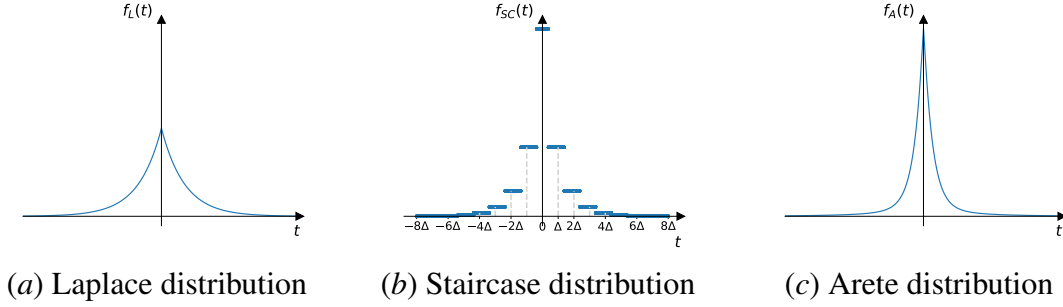 f_L(t)
t
f_SC(t)
−8Δ −6Δ −4Δ −2Δ 0 Δ 2Δ 4Δ 6Δ 8Δ
t
f_A(t)
t
(a) Laplace distribution
(b) Staircase distribution
(c) Arete distribution